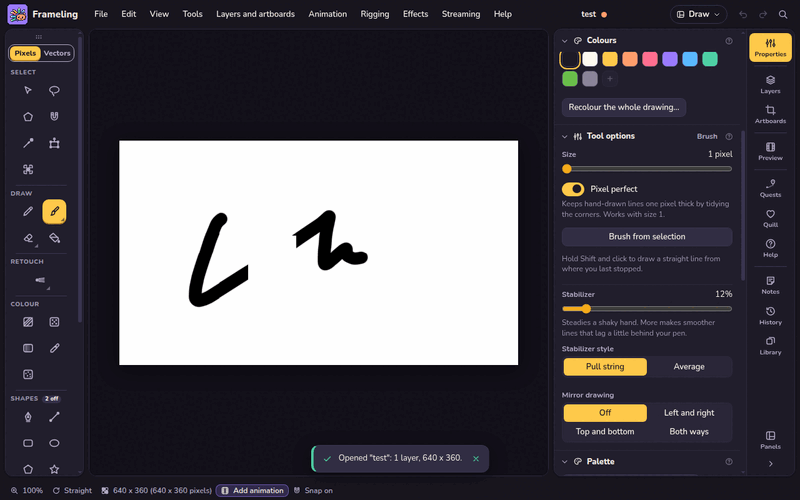 Frameling File Edit View Tools Layers and artboards Animation Rigging Effects Streaming Help test Draw
Pixels Vectors
SELECT
DRAW
RETOUCH
COLOUR
SHAPES 2 off
Colours
Recolour the whole drawing...
Tool options Brush
Size 1 pixel
Pixel perfect
Keeps hand-drawn lines one pixel thick by tidying
the corners. Works with size 1.
Brush from selection
Hold Shift and click to draw a straight line from
where you last stopped.
Stabilizer 12%
Steadies a shaky hand. More makes smoother
lines that lag a little behind your pen.
Stabilizer style
Pull string Average
Mirror drawing
Off Left and right
Top and bottom Both ways
Palette
Properties
Layers
Artboards
Preview
Quests
Quill
Help
Notes
History
Library
Panels
Opened "test": 1 layer, 640 x 360.
100% Straight 640 x 360 (640 x 360 pixels) Add animation Snap on